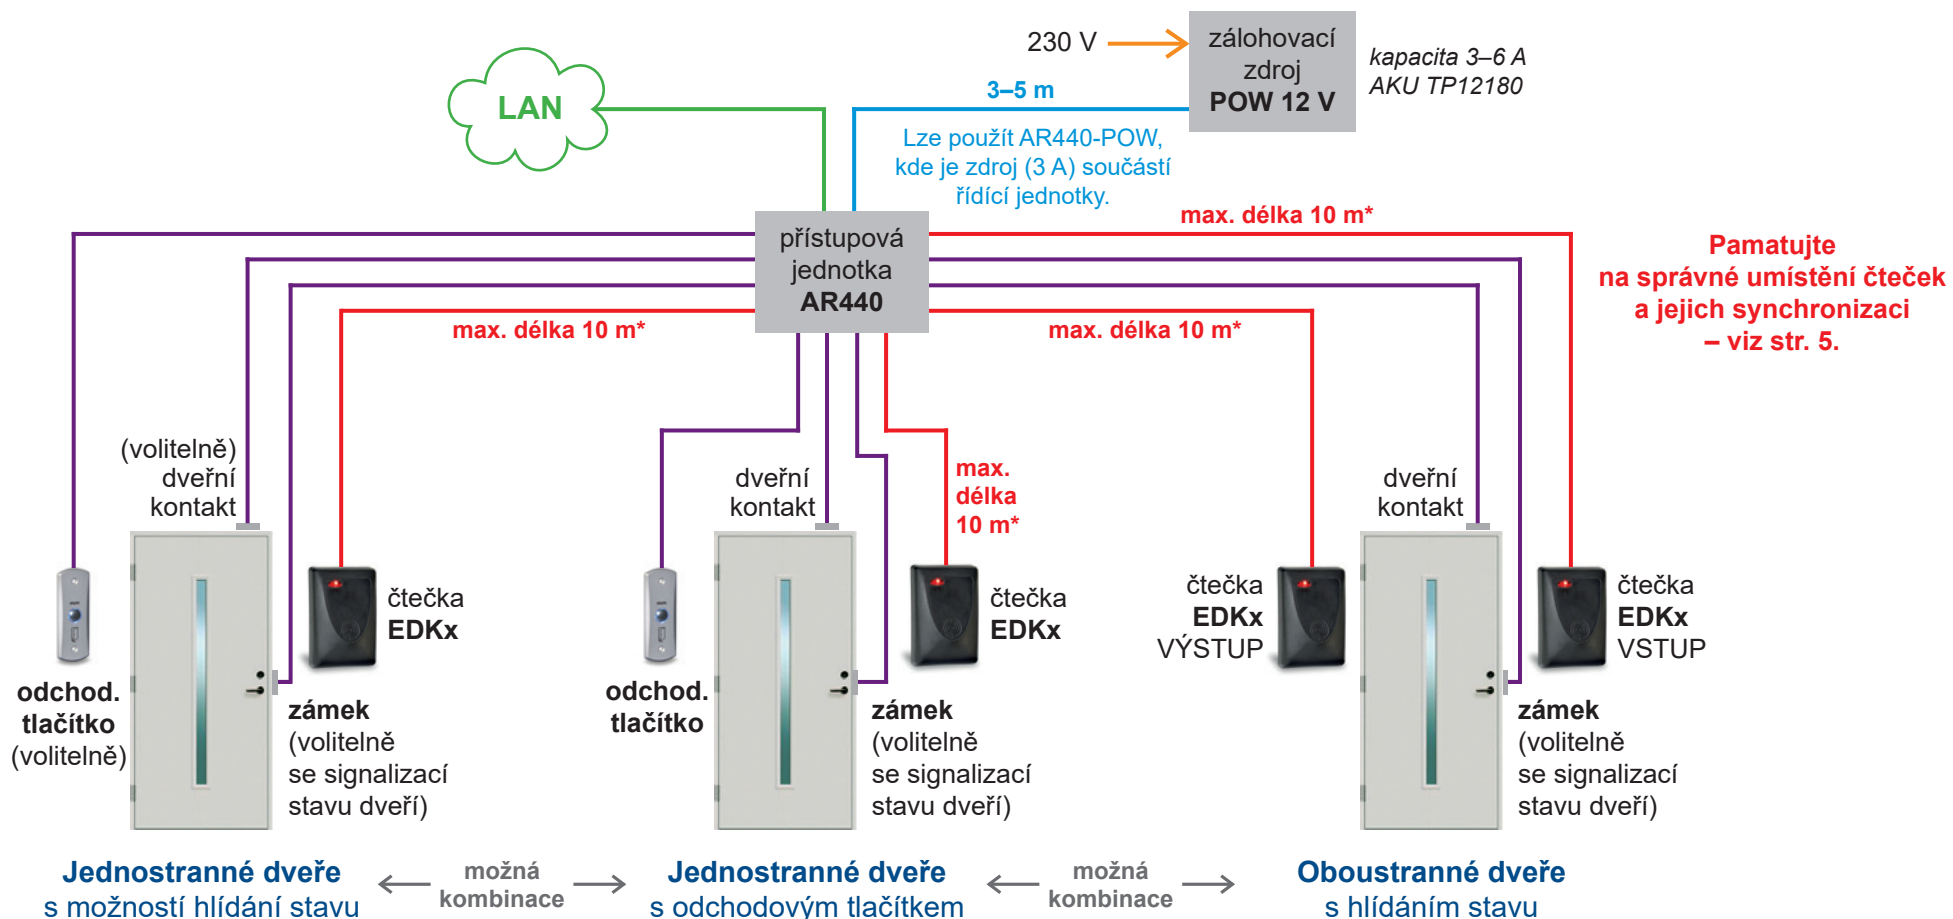 230 V
zálohovací
zdroj
POW 12 V
kapacita 3–6 A
AKU TP12180
LAN
3–5 m
Lze použít AR440-POW,
kde je zdroj (3 A) součástí
řídící jednotky.
přístupová
jednotka
AR440
max. délka 10 m*
Pamatujte
na správné umístění čteček
a jejich synchronizaci
– viz str. 5.
max. délka 10 m*
max. délka 10 m*
(volitelně)
dveřní
kontakt
dveřní
kontakt
max.
délka
10 m*
dveřní
kontakt
čtečka
EDKx
čtečka
EDKx
čtečka
EDKx
VÝSTUP
čtečka
EDKx
VSTUP
odchod.
tlačítko
(volitelně)
zámek
(volitelně
se signalizací
stavu dveří)
odchod.
tlačítko
zámek
(volitelně
se signalizací
stavu dveří)
zámek
(volitelně
se signalizací
stavu dveří)
Jednostranné dveře
s možností hlídání stavu
možná
kombinace
Jednostranné dveře
s odchodovým tlačítkem
možná
kombinace
Oboustranné dveře
s hlídáním stavu